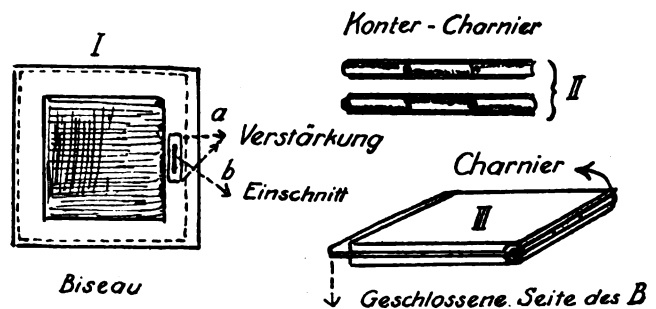 I
Konter-Charnier
II
a
Verstärkung
b
Einschnitt
Charnier
III
Biseau
Geschlossene. Seite des B